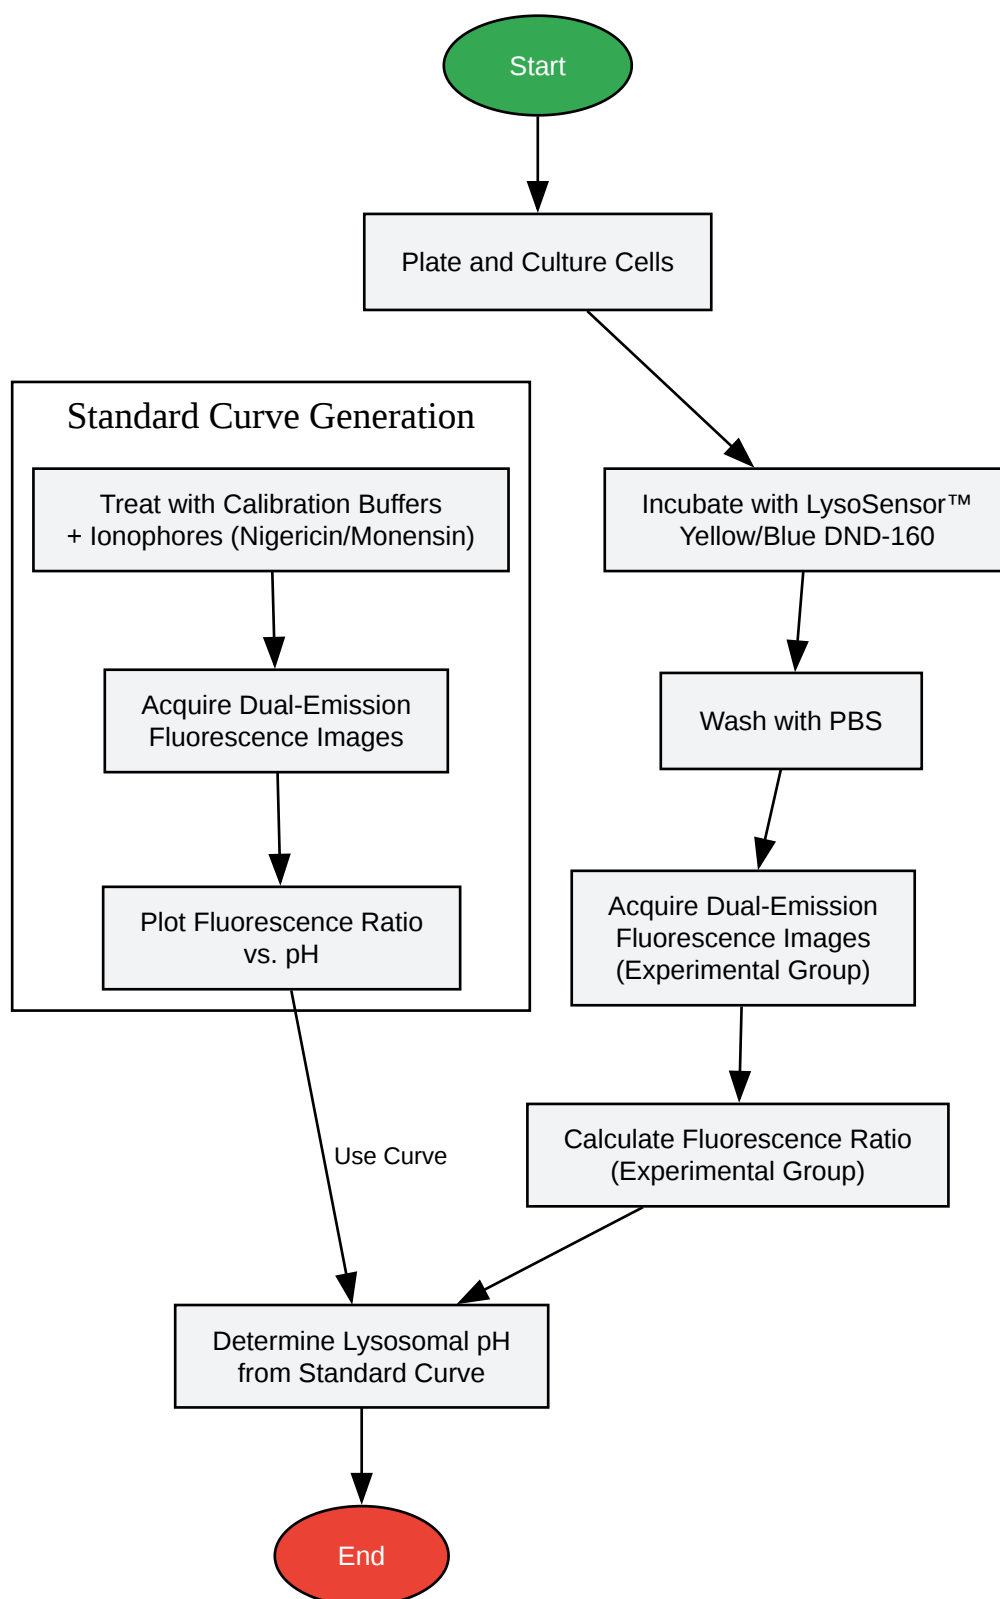 Start
Plate and Culture Cells
Standard Curve Generation
Treat with Calibration Buffers
+ Ionophores (Nigericin/Monensin)
Acquire Dual-Emission
Fluorescence Images
Plot Fluorescence Ratio
vs. pH
Incubate with LysoSensor™
Yellow/Blue DND-160
Wash with PBS
Acquire Dual-Emission
Fluorescence Images
(Experimental Group)
Calculate Fluorescence Ratio
(Experimental Group)
Use Curve
Determine Lysosomal pH
from Standard Curve
End